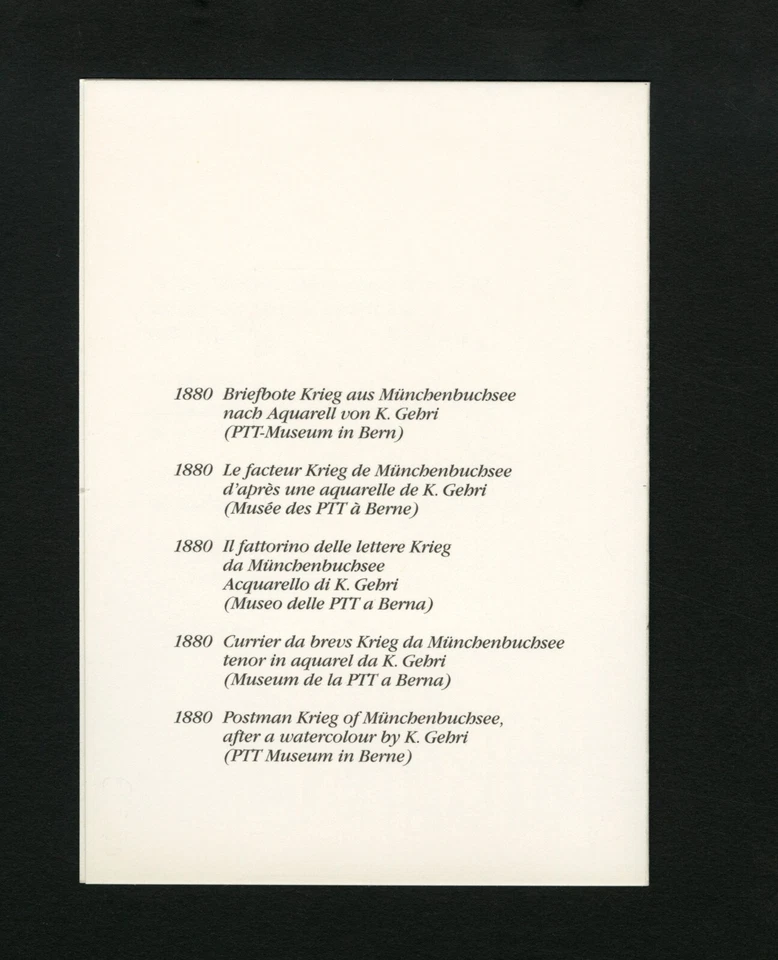 1880 Briefbote Krieg aus Münchenbuchsee
nach Aquarell von K. Gehri
(PTT-Museum in Bern)
1880 Le facteur Krieg de Münchenbuchsee
d'après une aquarelle de K. Gehri
(Musée des PTT à Berne)
1880 Il fattorino delle lettere Krieg
da Münchenbuchsee
Acquarello di K. Gehri
(Museo delle PTT a Berna)
1880 Currier da brevs Krieg da Münchenbuchsee
tenor in aquarel da K. Gehri
(Museum de la PTT a Berna)
1880 Postman Krieg of Münchenbuchsee,
after a watercolour by K. Gehri
(PTT Museum in Berne)